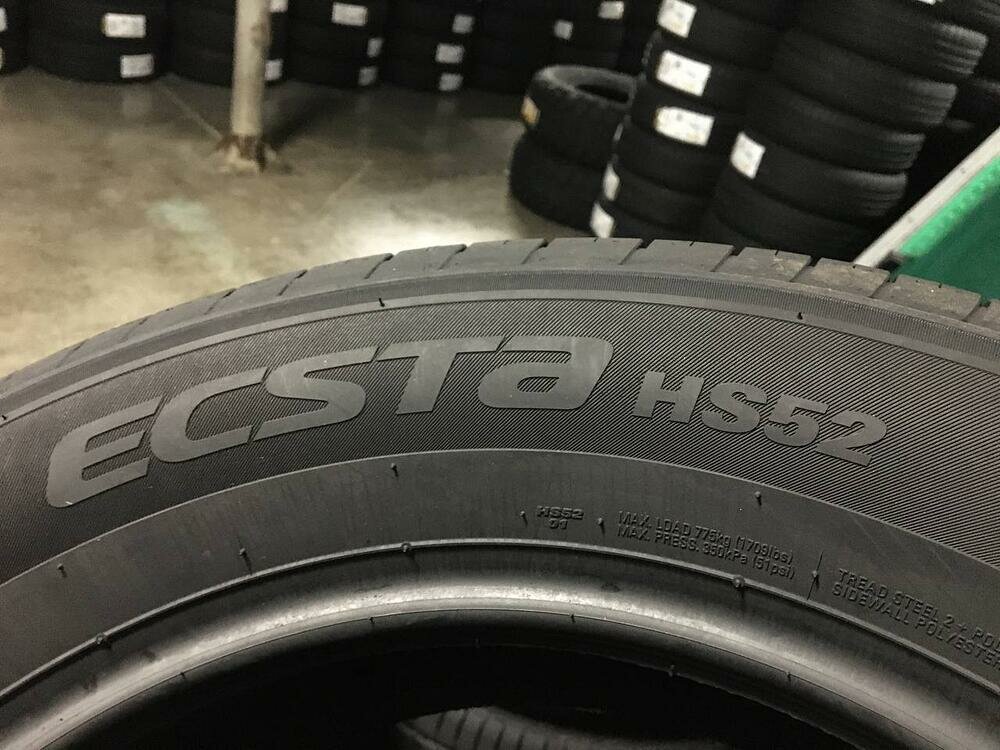 ECSTA HS52
HS52
01
MAX. LOAD 775kg (1709lbs)
MAX. PRESS. 350kPa (51psi)
TREAD STEEL 2 + POL
SIDEWALL POLYESTER